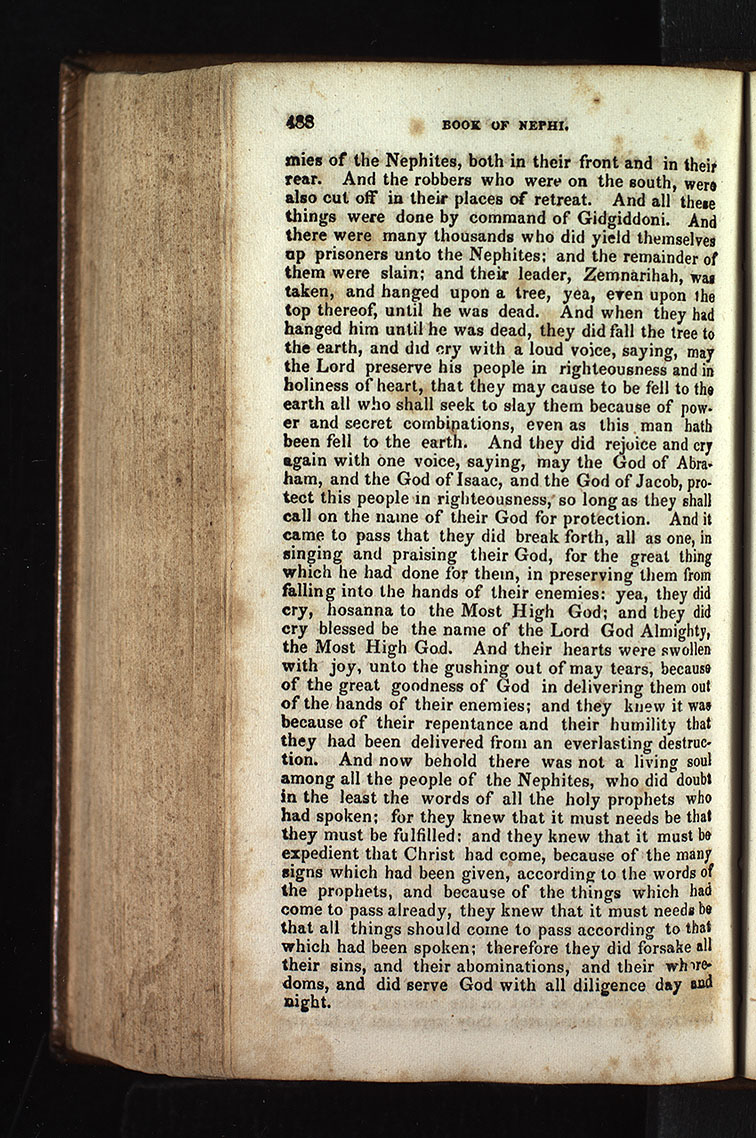 488 BOOK OF NEPHI.
mies of the Nephites, both in their front and in their
rear. And the robbers who were on the south, were
also cut off in their places of retreat. And all these
things were done by command of Gidgiddoni. And
there were many thousands who did yield themselves
up prisoners unto the Nephites; and the remainder of
them were slain; and their leader, Zemnarihah, was
taken, and hanged upon a tree, yea, even upon the
top thereof, until he was dead. And when they had
hanged him until he was dead, they did fall the tree to
the earth, and did cry with a loud voice, saying, may
the Lord preserve his people in righteousness and in
holiness of heart, that they may cause to be fell to the
earth all who shall seek to slay them because of pow-
er and secret combinations, even as this man hath
been fell to the earth. And they did rejoice and cry
again with one voice, saying, may the God of Abra-
ham, and the God of Isaac, and the God of Jacob, pro-
tect this people in righteousness, so long as they shall
call on the name of their God for protection. And it
came to pass that they did break forth, all as one, in
singing and praising their God, for the great thing
which he had done for them, in preserving them from
falling into the hands of their enemies: yea, they did
cry, hosanna to the Most High God; and they did
cry blessed be the name of the Lord God Almighty,
the Most High God. And their hearts were swollen
with joy, unto the gushing out of may tears, because
of the great goodness of God in delivering them out
of the hands of their enemies; and they knew it was
because of their repentance and their humility that
they had been delivered from an everlasting destruc-
tion. And now behold there was not a living soul
among all the people of the Nephites, who did doubt
in the least the words of all the holy prophets who
had spoken; for they knew that it must needs be that
they must be fulfilled: and they knew that it must be
expedient that Christ had come, because of the many
signs which had been given, according to the words of
the prophets, and because of the things which had
come to pass already, they knew that it must needs be
that all things should come to pass according to that
which had been spoken; therefore they did forsake all
their sins, and their abominations, and their whore-
doms, and did serve God with all diligence day and
night.